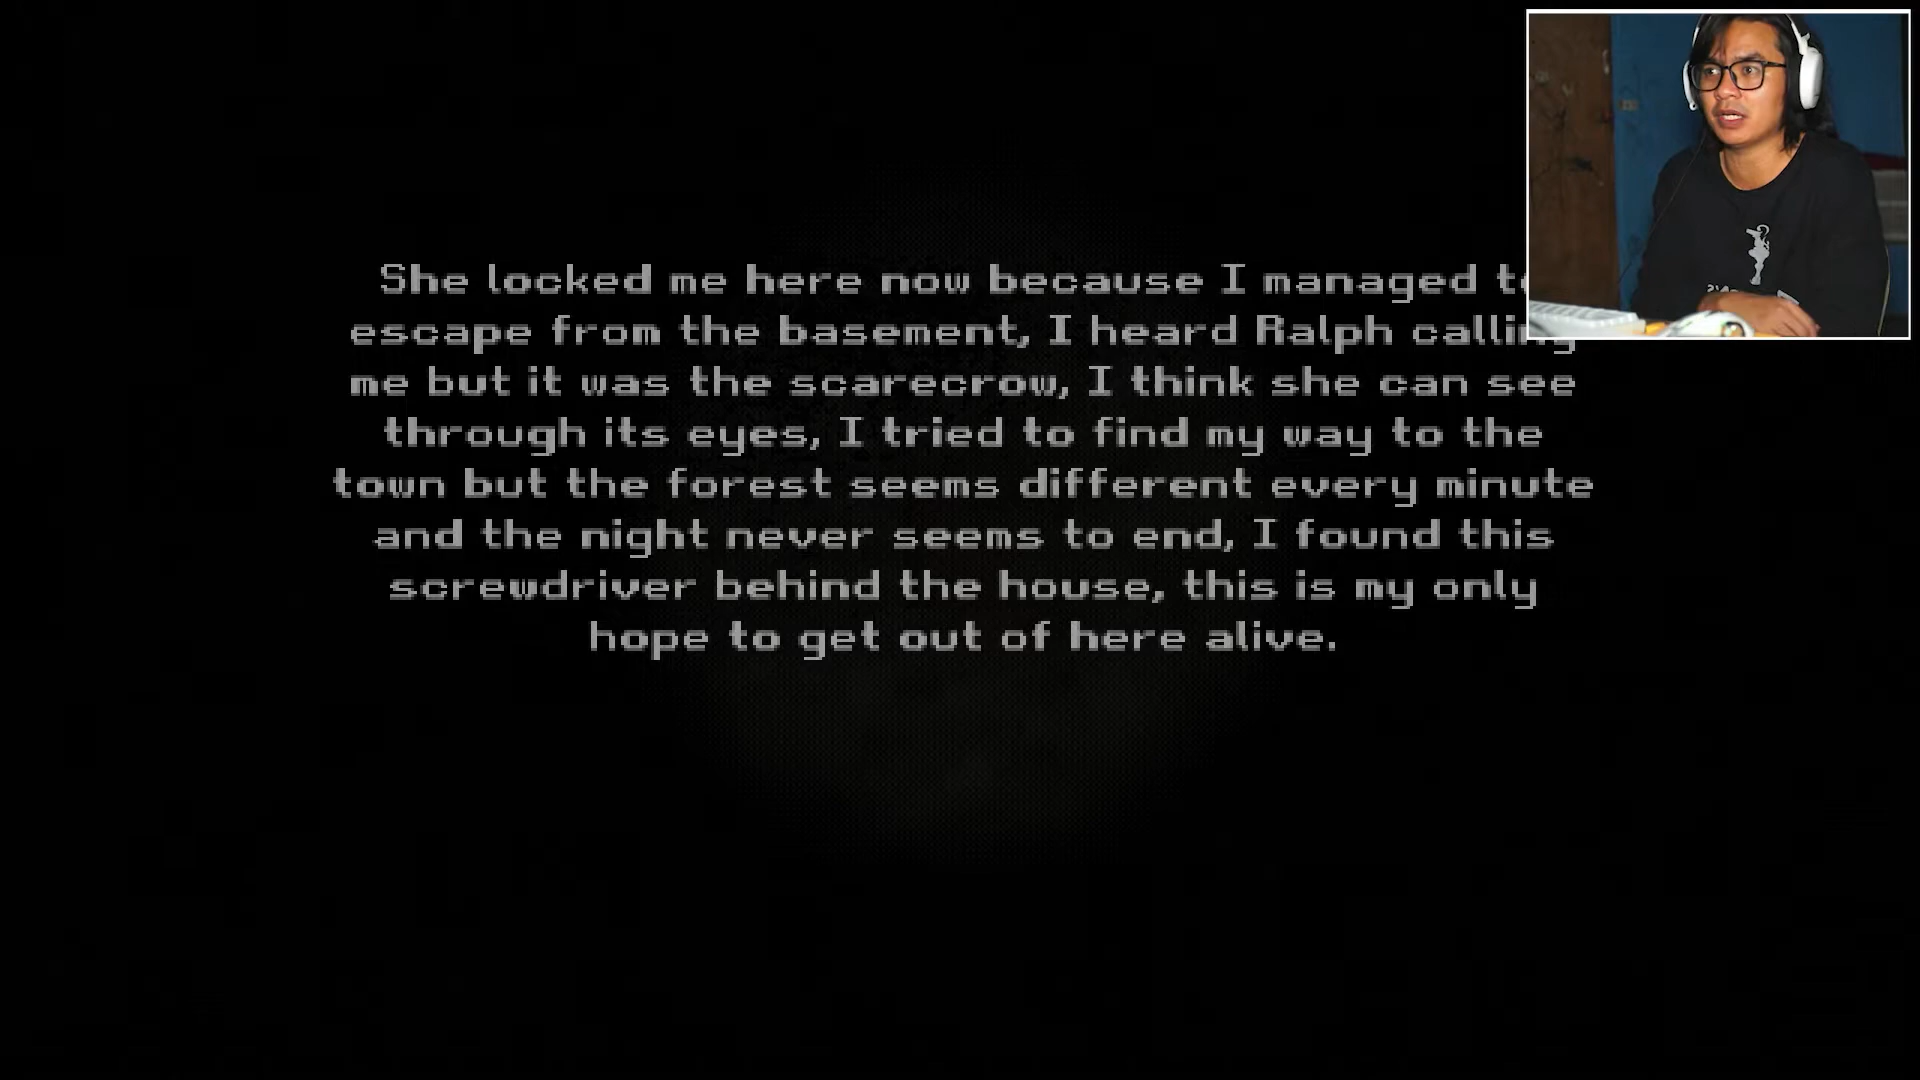 She locked me here now because I managed to
escape from the basement, I heard Ralph calling
me but it was the scarecrow, I think she can see
through its eyes, I tried to find my way to the
town but the forest seems different every minute
and the night never seems to end, I found this
screwdriver behind the house, this is my only
hope to get out of here alive.